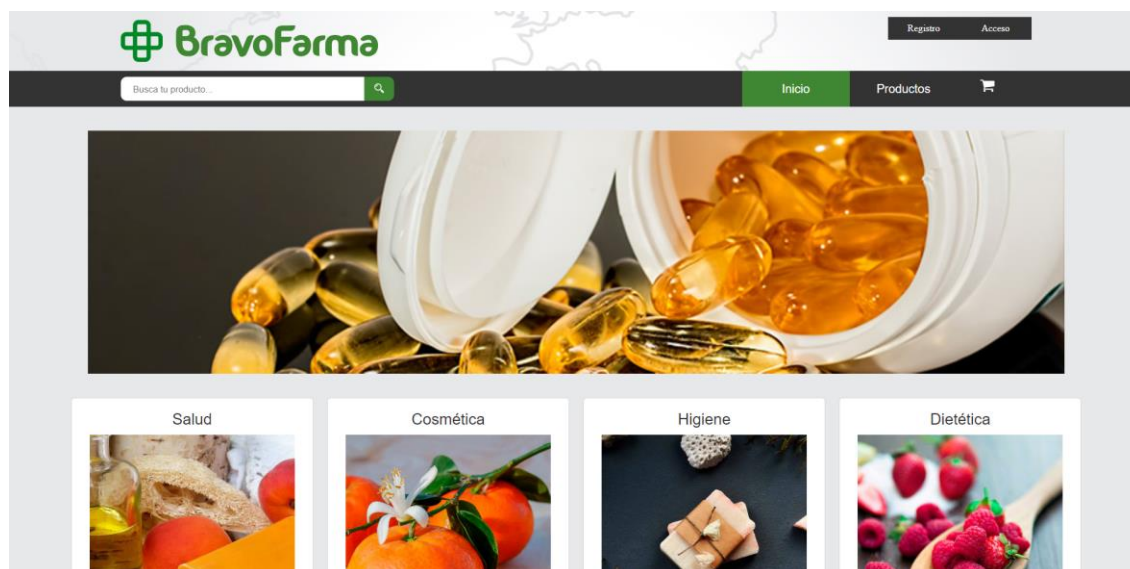 BravoFarma
Registro Acceso
Busca tu producto...
Inicio Productos
Salud Cosmética Higiene Dietética